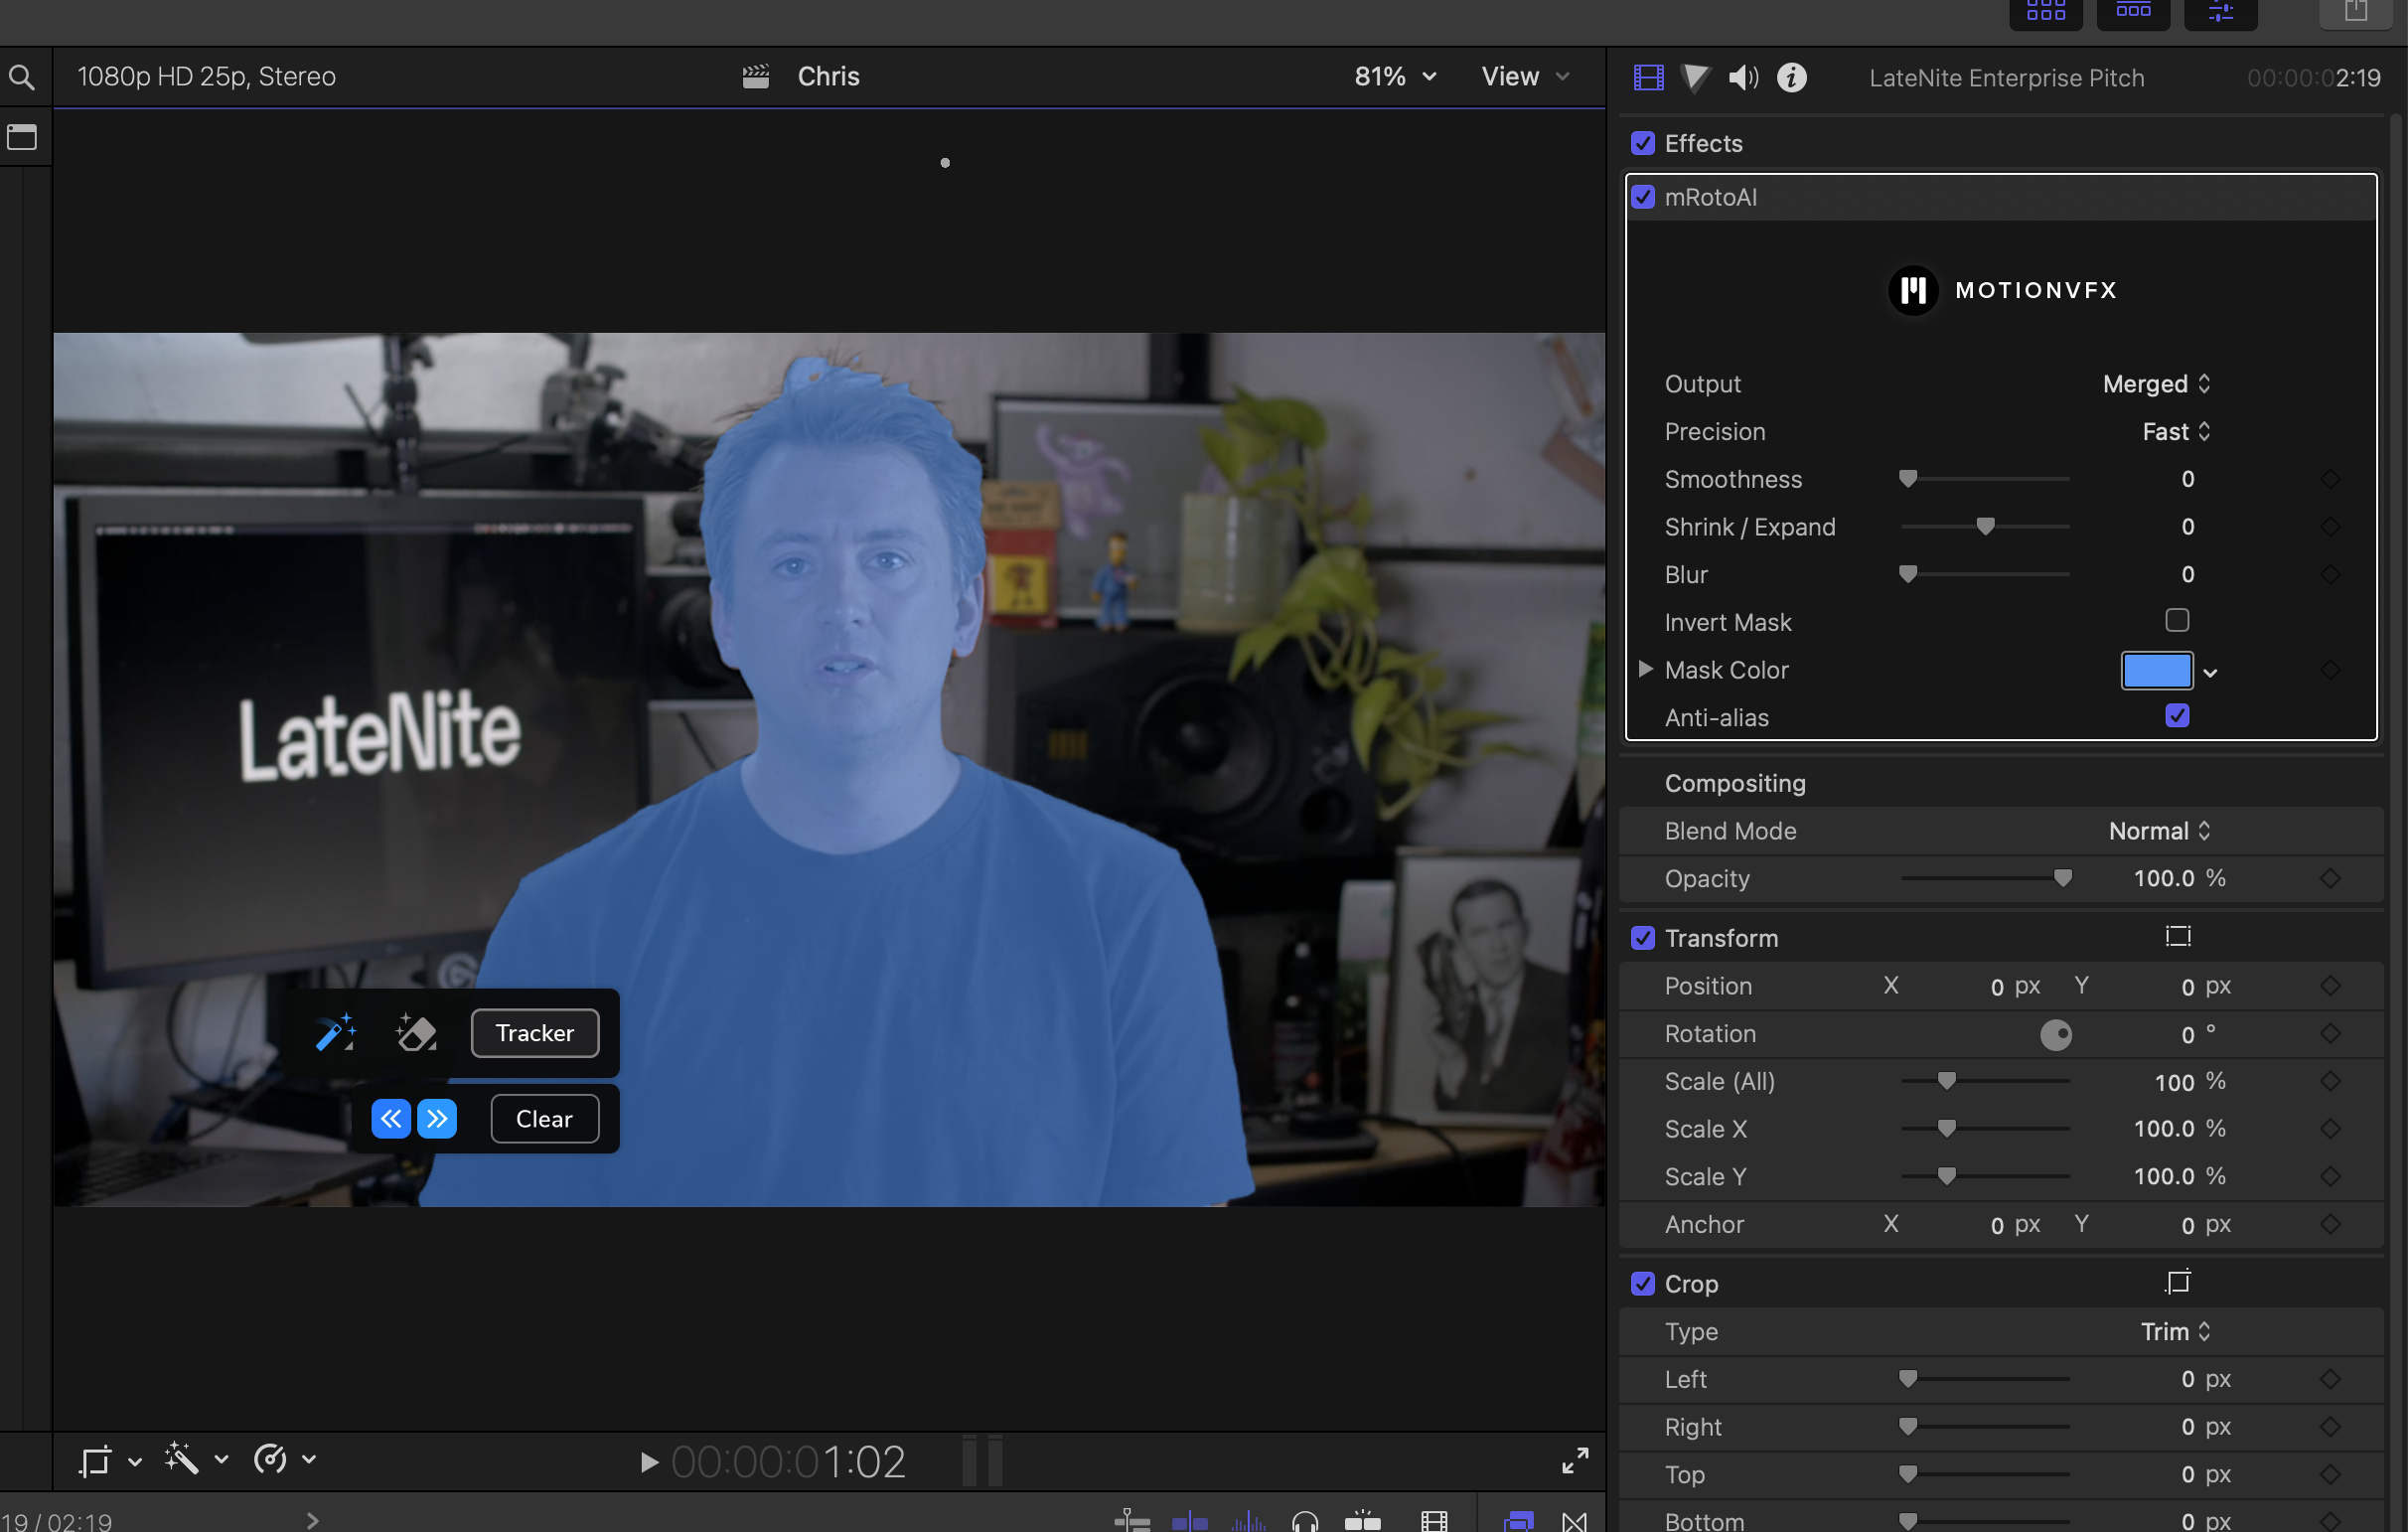 1080p HD 25p, Stereo
Chris
81%
View
LateNite Enterprise Pitch
00:00:02:19
Effects
mRotoAI
MOTIONVFX
Output Merged
Precision Fast
Smoothness 0
Shrink / Expand 0
Blur 0
Invert Mask
Mask Color
Anti-alias
Compositing
Blend Mode Normal
Opacity 100.0 %
Transform
Position X 0 px Y 0 px
Rotation 0 °
Scale (All) 100 %
Scale X 100.0 %
Scale Y 100.0 %
Anchor X 0 px Y 0 px
Crop
Type Trim
Left 0 px
Right 0 px
Top 0 px
Bottom 0 px
LateNite
Tracker
Clear
00:00:01:02
19 / 02:19